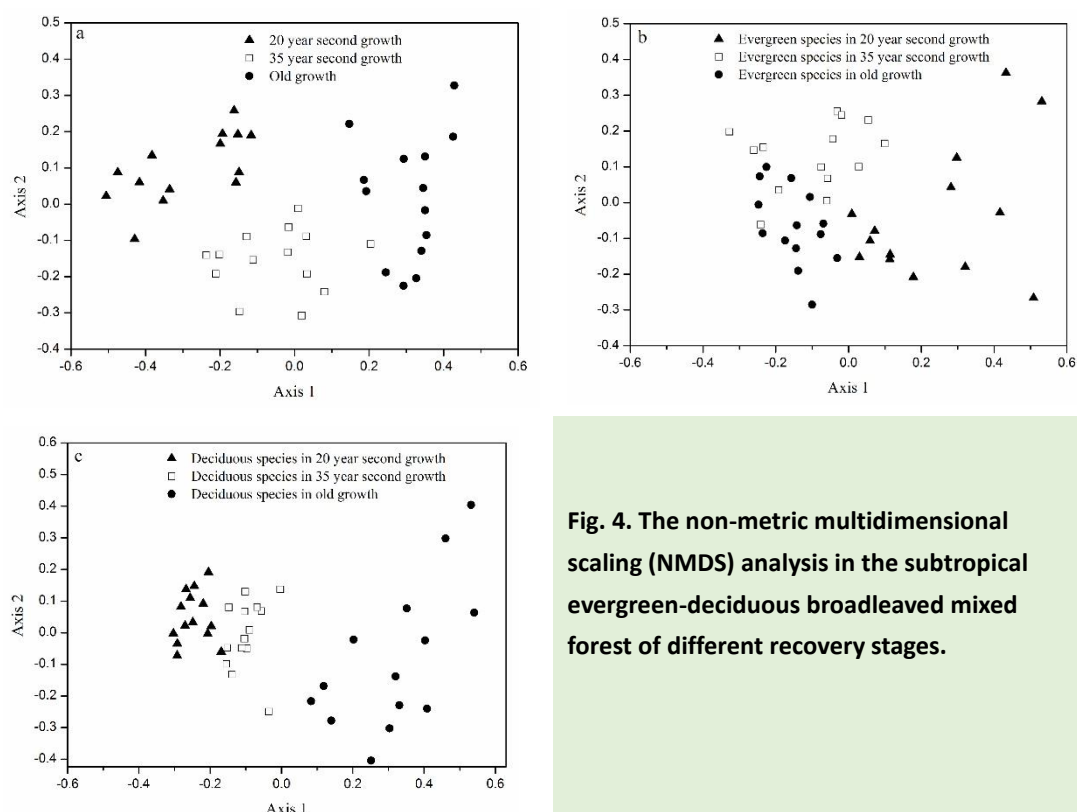 a
20 year second growth
35 year second growth
Old growth
0.5
0.4
0.3
0.2
0.1
0.0
-0.1
-0.2
-0.3
-0.4
Axis 2
-0.6
-0.4
-0.2
0.0
0.2
0.4
0.6
Axis 1
b
Evergreen species in 20 year second growth
Evergreen species in 35 year second growth
Evergreen species in old growth
0.5
0.4
0.3
0.2
0.1
0.0
-0.1
-0.2
-0.3
-0.4
Axis 2
-0.6
-0.4
-0.2
0.0
0.2
0.4
0.6
Axis 1
c
Deciduous species in 20 year second growth
Deciduous species in 35 year second growth
Deciduous species in old growth
0.6
0.5
0.4
0.3
0.2
0.1
0.0
-0.1
-0.2
-0.3
-0.4
Axis 2
-0.6
-0.4
-0.2
0.0
0.2
0.4
0.6
Axis 1
Fig. 4. The non-metric multidimensional
scaling (NMDS) analysis in the subtropical
evergreen-deciduous broadleaved mixed
forest of different recovery stages.